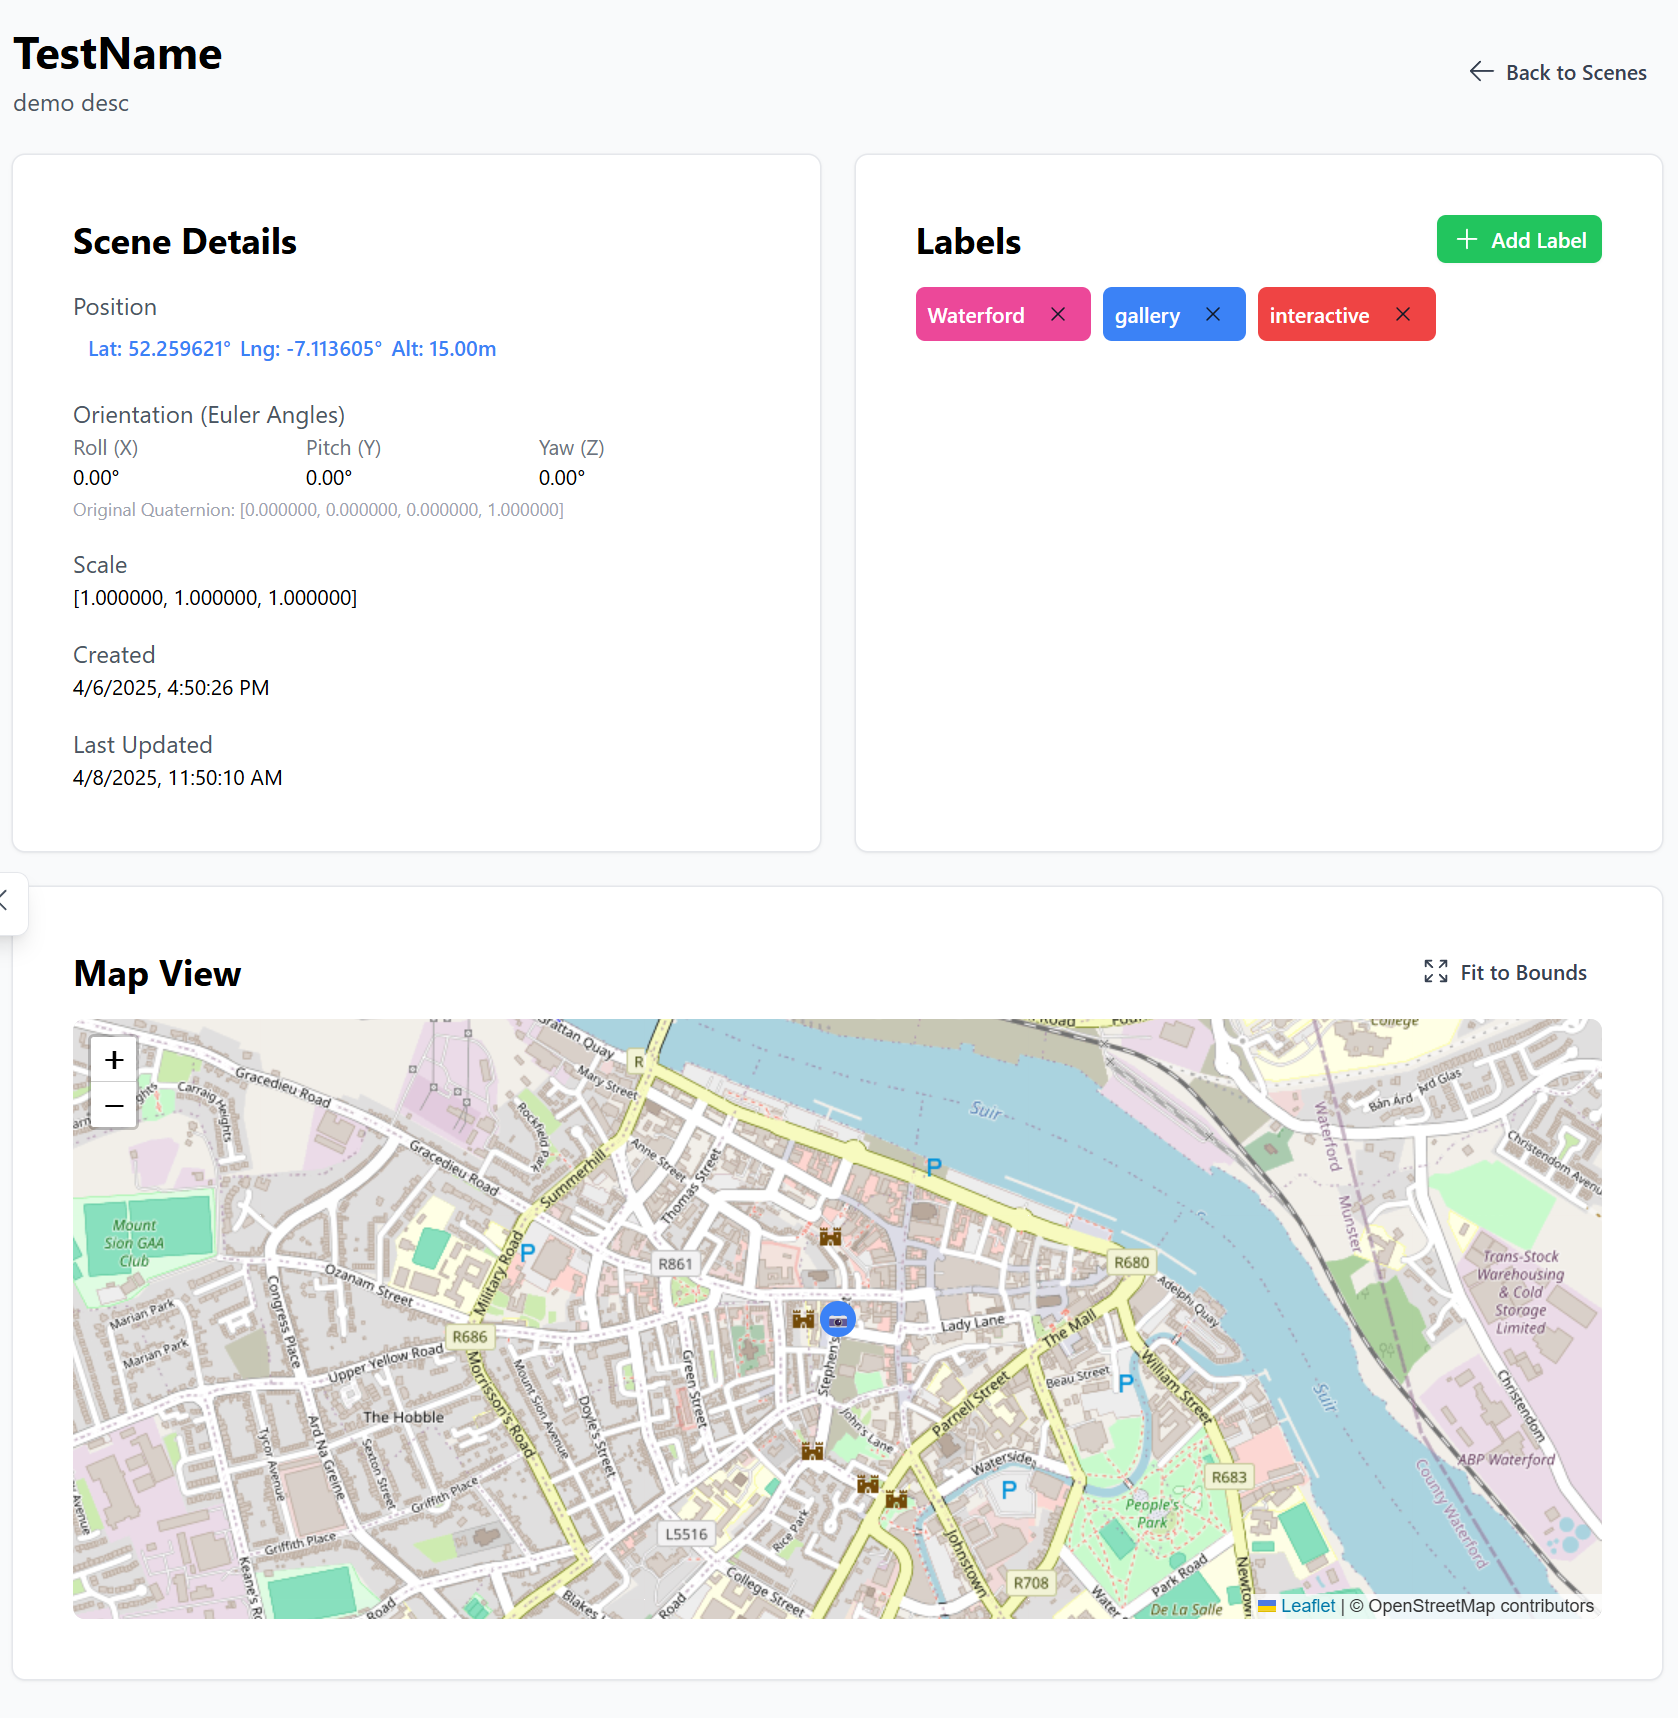 TestName
demo desc
Back to Scenes
Scene Details
Position
Lat: 52.259621° Lng: -7.113605° Alt: 15.00m
Orientation (Euler Angles)
Roll (X) Pitch (Y) Yaw (Z)
0.00° 0.00° 0.00°
Original Quaternion: [0.000000, 0.000000, 0.000000, 1.000000]
Scale
[1.000000, 1.000000, 1.000000]
Created
4/6/2025, 4:50:26 PM
Last Updated
4/8/2025, 11:50:10 AM
Labels
Add Label
Waterford
gallery
interactive
Map View
Fit to Bounds
+
−
Grattan Quay
College
R
Mary Street
Gracedieu Road
Carraig Heights
Rockfield Park
Suir
Bán Árd
Ard Glas
Waterford
Munster
Christendom Avenue
Gracedieu Road
Summerhill
Anne Street
Thomas Street
P
Mount
Sion GAA
Club
Military Road
P
R861
R680
Adelphi Quay
Trans-Stock
Warehousing
& Cold
Storage
Limited
Ozanam Street
Congress Place
Marian Park
Marian Park
R686
Lady Lane
The Mall
Upper Yellow Road
Morrisson's Road
Mount Sion Avenue
Green Street
Stephen's
Beau Street
P
William Street
Suir
Christendom
The Hobble
Doyle's Street
Parnell Street
John's Lane
Tycor Avenue
Ard Na Greine
Sexton Street
Griffith Place
Waterside
P
R683
ABP Waterford
County Waterford
People's
Park
Avenue
L5516
Rice Park
Griffith Place
Keane's
Johnstown
R708
College Street
Road
Blakes
Road
Water
Park Road
De La Salle
Newtown
Leaflet | © OpenStreetMap contributors